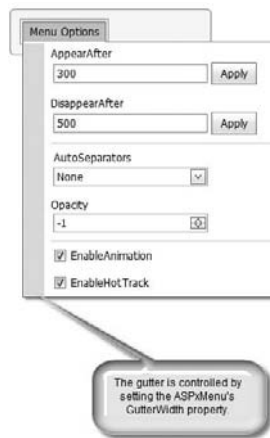 Menu Options
AppearAfter
300 Apply
DisappearAfter
500 Apply
AutoSeparators
None
Opacity
-1
EnableAnimation
EnableHotTrack
The gutter is controlled by
setting the ASPxMenu's
GutterWidth property.